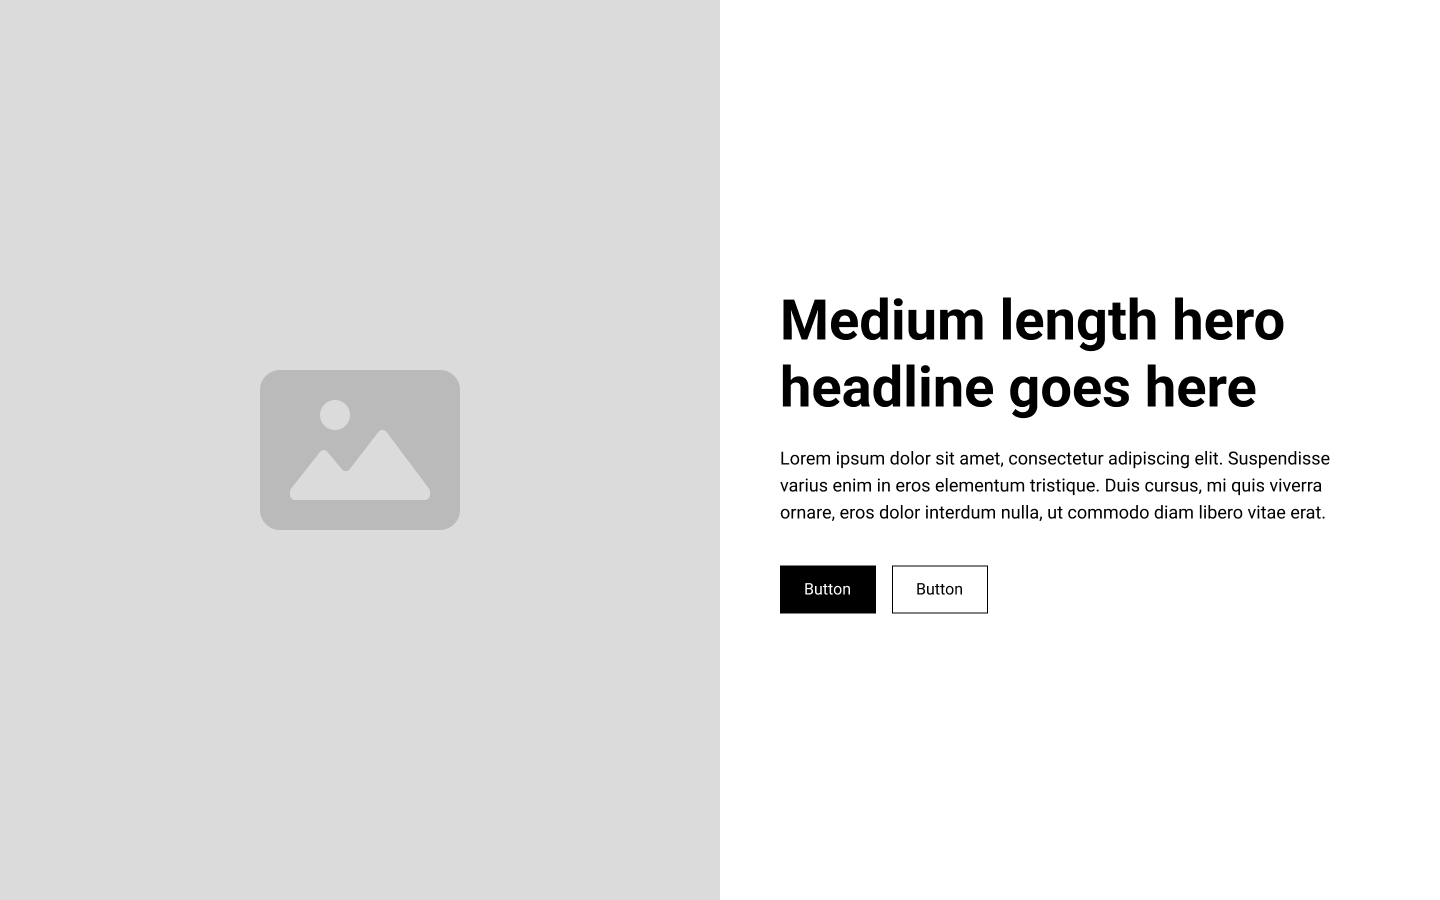 Medium length hero
headline goes here
Lorem ipsum dolor sit amet, consectetur adipiscing elit. Suspendisse
varius enim in eros elementum tristique. Duis cursus, mi quis viverra
ornare, eros dolor interdum nulla, ut commodo diam libero vitae erat.
Button
Button